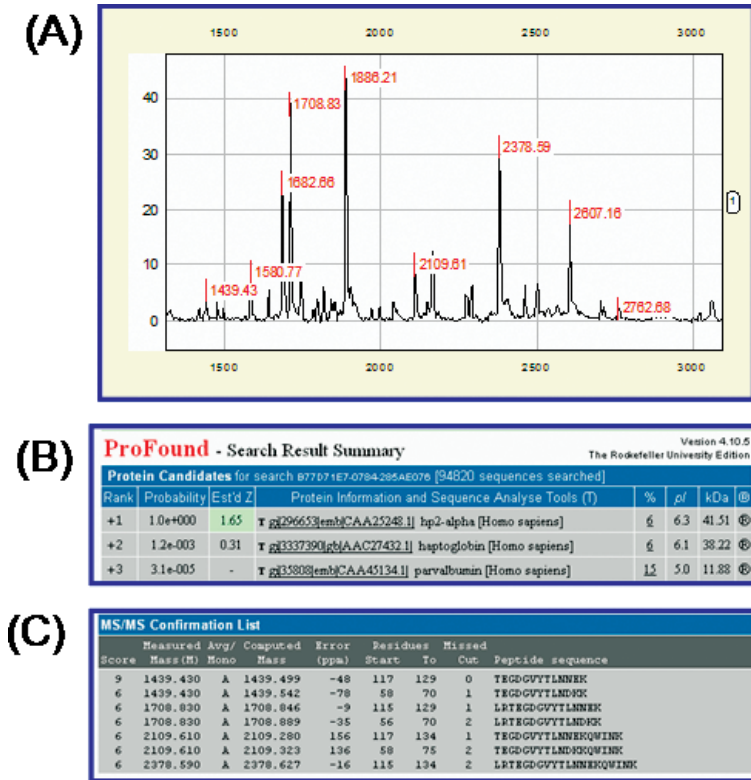 (A)
1500 2000 3000
40
30
20
10
0
1886.21
1708.83
1682.66
2378.59
2607.16
1580.77
2109.61
1439.43
2762.68
1
1500 2000 2500 3000
(B)
ProFound - Search Result Summary
Version 4.10.5
The Rockefeller University Edition
Protein Candidates for search B77D71E7-0784-285AE076 [94820 sequences searched]
Rank Probability Est'd Z Protein Information and Sequence Analyse Tools (T) % pI kDa ®
+1 1.0e+000 1.65 T gi|296653|emb|CAA25248.1| hp2-alpha [Homo sapiens] 6 6.3 41.51 ®
+2 1.2e-003 0.31 T gi|3337390|gb|AAC27432.1| haptoglobin [Homo sapiens] 6 6.1 38.22 ®
+3 3.1e-005 - T gi|35808|emb|CAA45134.1| parvalbumin [Homo sapiens] 15 5.0 11.88 ®
(C)
MS/MS Confirmation List
Measured Avg/ Computed Error Residues Missed
Score Mass(M) Mono Mass (ppm) Start To Cut Peptide sequence
9 1439.430 A 1439.499 -48 117 129 0 TEGDGVYTLNNEK
6 1439.430 A 1439.542 -78 58 70 1 TEGDGVYTLNDKK
6 1708.830 A 1708.846 -9 115 129 1 LRTEGDGVYTLNNEK
6 1708.830 A 1708.889 -35 56 70 2 LRTEGDGVYTLNDKK
6 2109.610 A 2109.280 156 117 134 1 TEGDGVYTLNNEKQWINK
6 2109.610 A 2109.323 136 58 75 2 TEGDGVYTLNDKKQWINK
6 2378.590 A 2378.627 -16 115 134 2 LRTEGDGVYTLNNEKQWINK